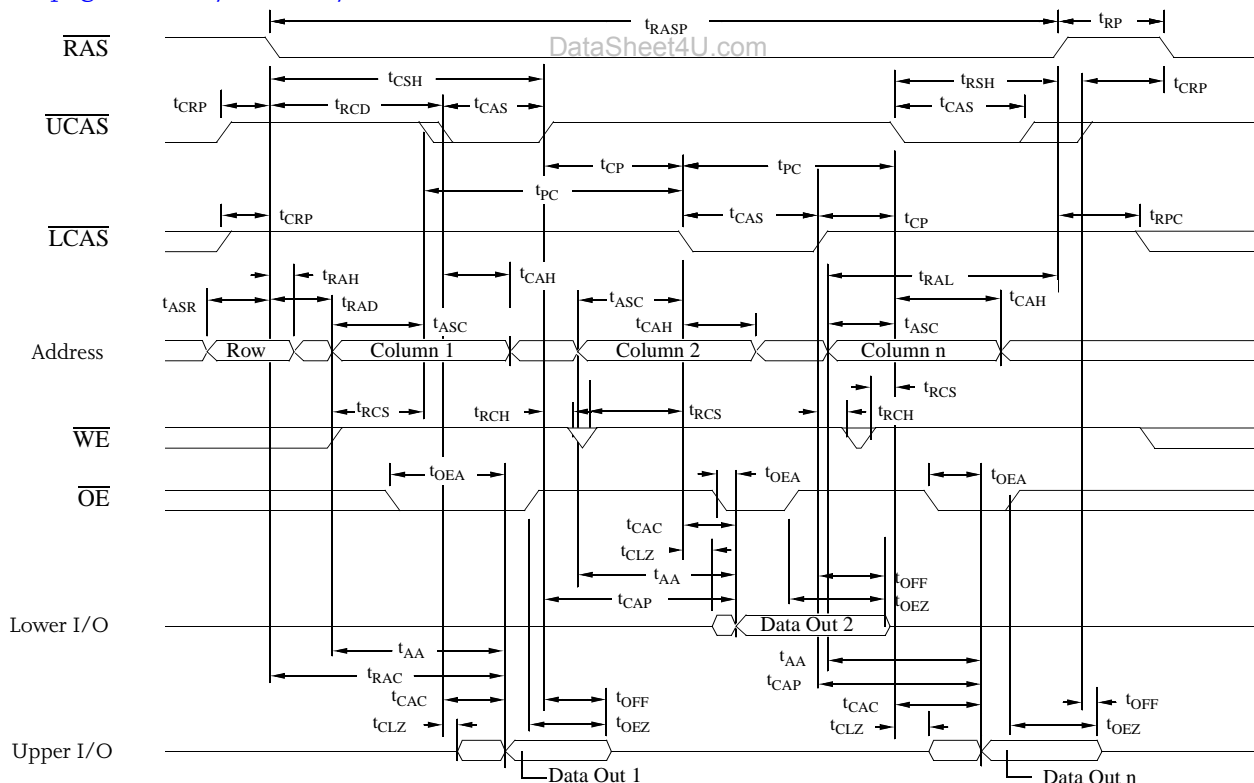 tRASP tRP
RAS
DataSheet4U.com
tCSH tRSH
tCRP tRCD tCAS tCAS tCRP
UCAS
tCP tPC
tPC
tCRP tCAS tCP tRPC
LCAS
tRAH tCAH tRAL
tASR tRAD tASC tCAH
tASC tCAH tASC
Address Row Column 1 Column 2 Column n
tRCS
tRCS tRCH tRCS tRCH
WE
tOEA tOEA tOEA
OE
tCAC
tCLZ
tAA tOFF
tCAP tOEZ
Lower I/O Data Out 2
tAA tAA
tRAC tCAP
tCAC tOFF tCAC tOFF
tCLZ tOEZ tCLZ tOEZ
Upper I/O
Data Out 1 Data Out n